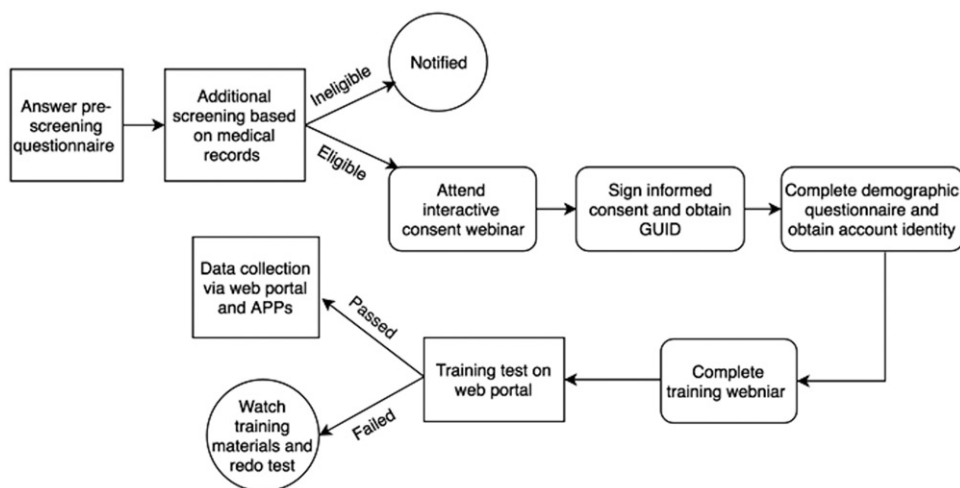 Answer pre-
screening
questionnaire
Additional
screening based
on medical
records
Ineligible
Notified
Eligible
Attend
interactive
consent webinar
Sign informed
consent and obtain
GUID
Complete demographic
questionnaire and
obtain account identity
Complete
training webniar
Training test on
web portal
Passed
Data collection
via web portal
and APPs
Failed
Watch
training
materials and
redo test